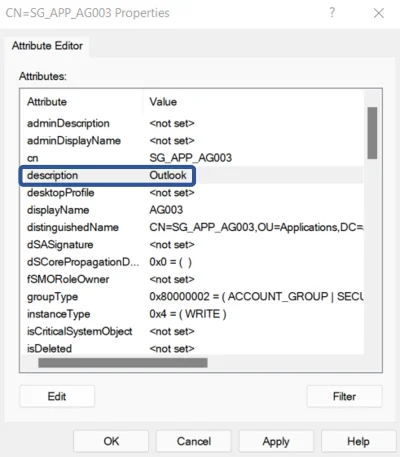 CN=SG_APP_AG003 Properties ? ×
Attribute Editor
Attributes:
Attribute Value
adminDescription <not set>
adminDisplayName <not set>
cn SG_APP_AG003
description Outlook
desktopProfile <not set>
displayName AG003
distinguishedName CN=SG_APP_AG003,OU=Applications,DC=
dSASignature <not set>
dSCorePropagationD... 0x0 = ( )
fSMORoleOwner <not set>
groupType 0x80000002 = ( ACCOUNT_GROUP | SECU
instanceType 0x4 = ( WRITE )
isCriticalSystemObject <not set>
isDeleted <not set>
Edit Filter
OK Cancel Apply Help